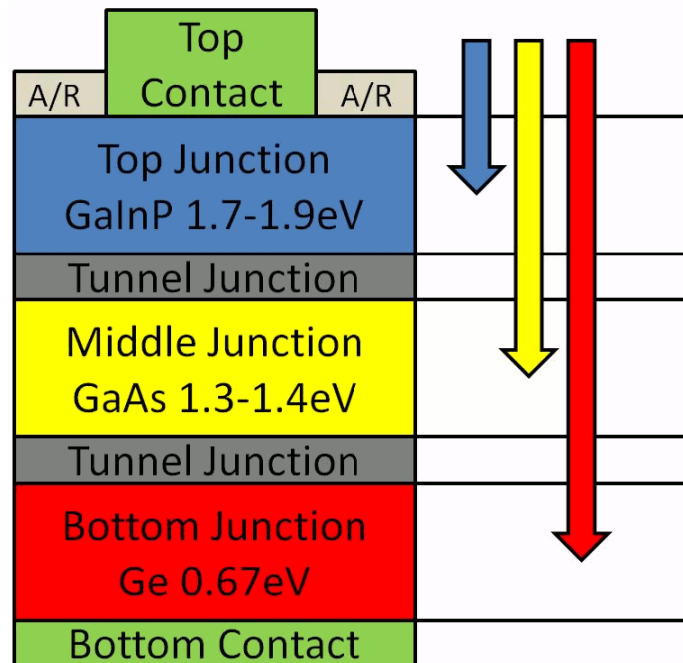 Top
Contact
A/R
A/R
Top Junction
GaInP 1.7-1.9eV
Tunnel Junction
Middle Junction
GaAs 1.3-1.4eV
Tunnel Junction
Bottom Junction
Ge 0.67eV
Bottom Contact